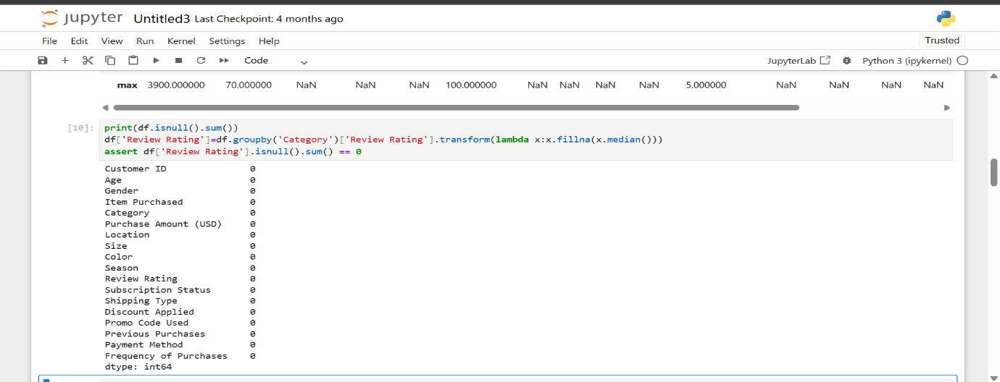 jupyter Untitled3 Last Checkpoint: 4 months ago
File Edit View Run Kernel Settings Help Trusted
Code JupyterLab Python 3 (ipykernel)
max 3900.000000 70.000000 NaN NaN NaN 100.000000 NaN NaN NaN NaN 5.000000 NaN NaN NaN NaN
[10]: print(df.isnull().sum())
df['Review Rating']=df.groupby('Category')['Review Rating'].transform(lambda x:x.fillna(x.median()))
assert df['Review Rating'].isnull().sum() == 0
Customer ID 0
Age 0
Gender 0
Item Purchased 0
Category 0
Purchase Amount (USD) 0
Location 0
Size 0
Color 0
Season 0
Review Rating 0
Subscription Status 0
Shipping Type 0
Discount Applied 0
Promo Code Used 0
Previous Purchases 0
Payment Method 0
Frequency of Purchases 0
dtype: int64